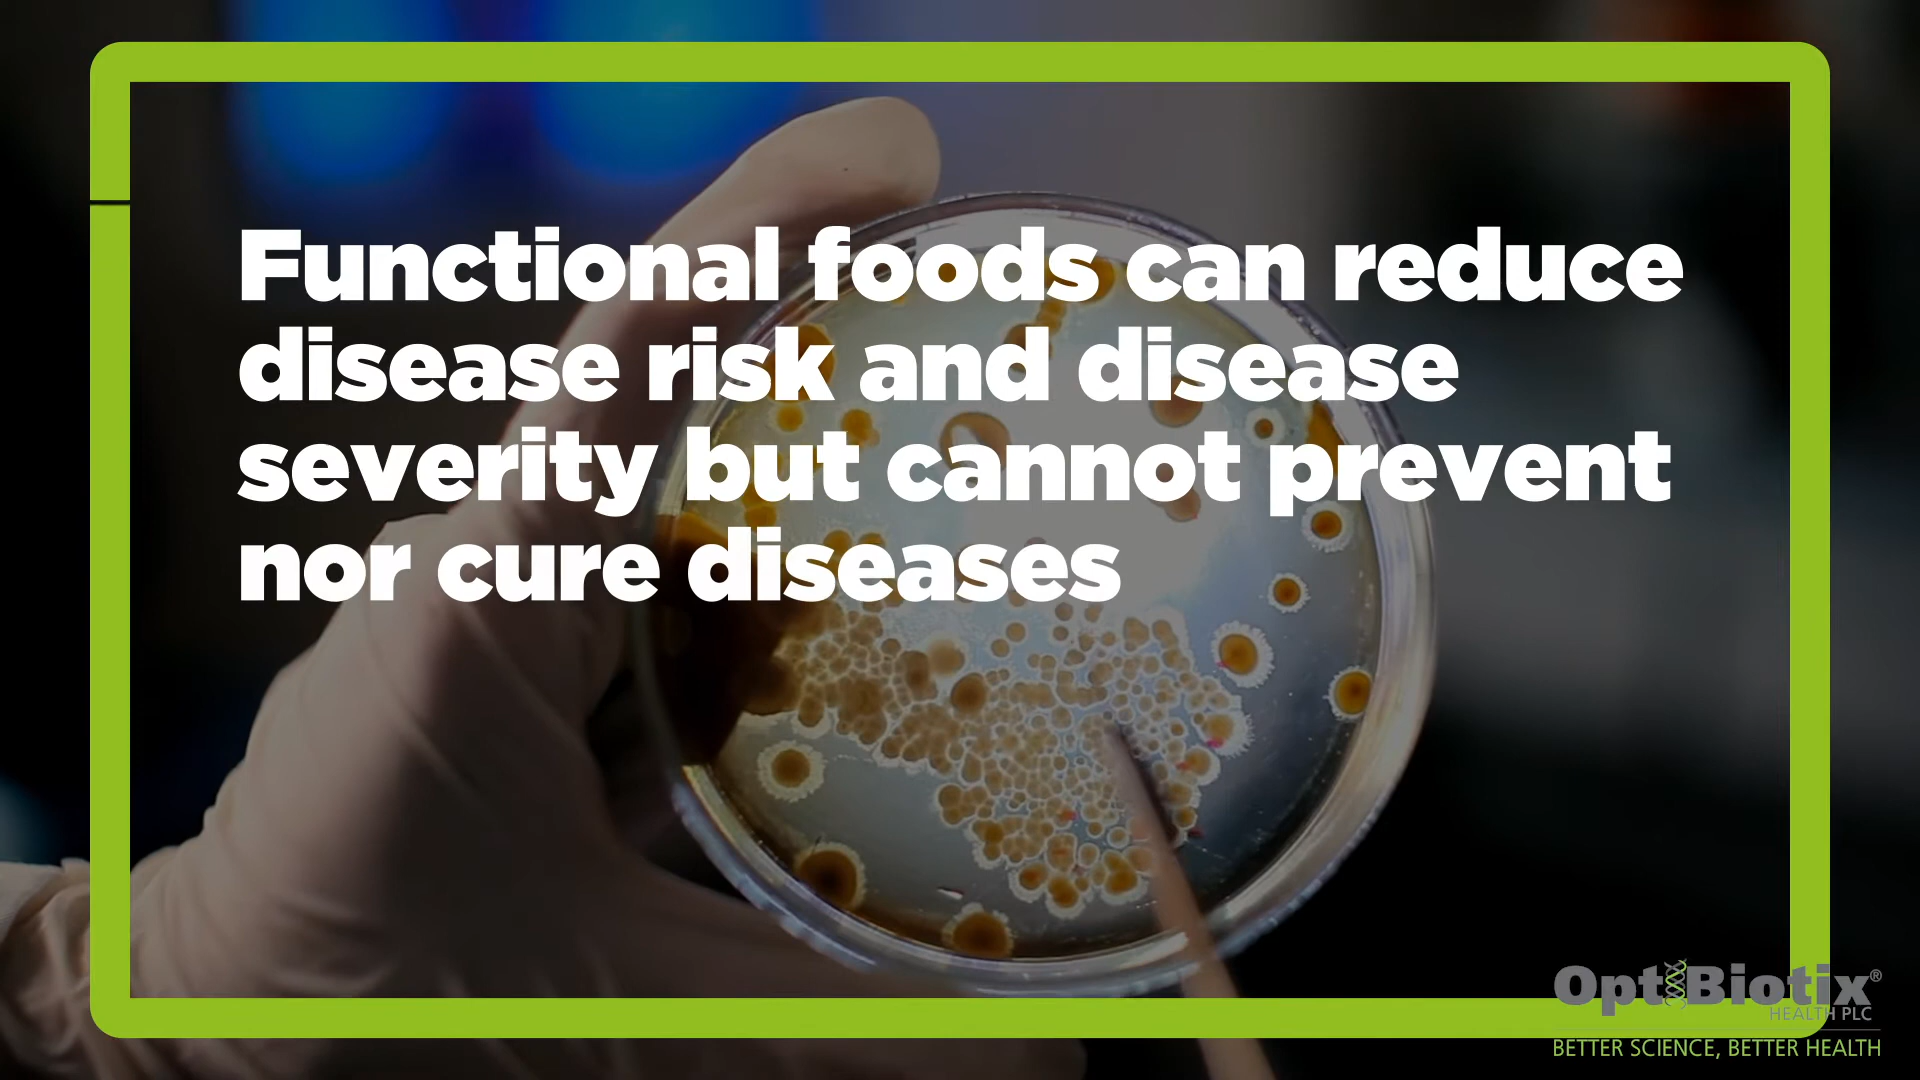 Functional foods can reduce
disease risk and disease
severity but cannot prevent
nor cure diseases
OptiBiotix®
HEALTH PLC
BETTER SCIENCE, BETTER HEALTH